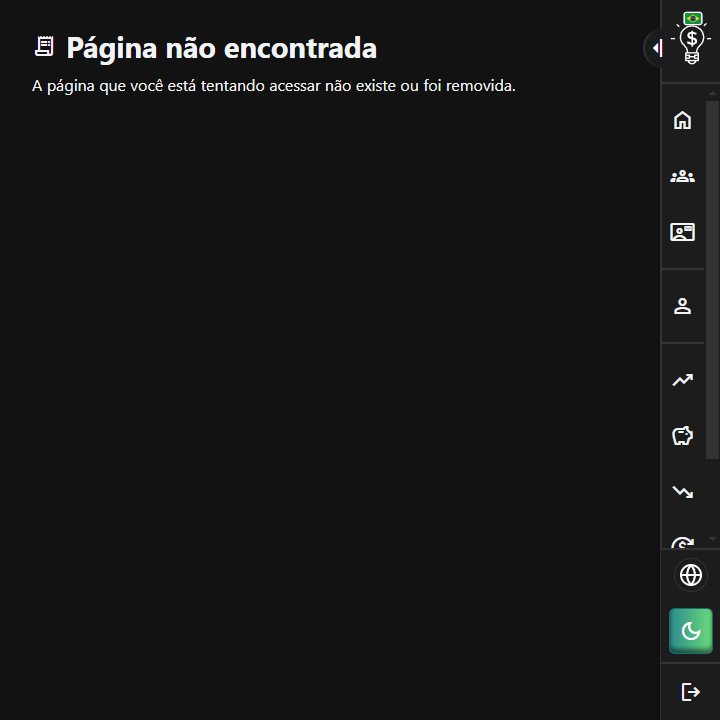 Página não encontrada
A página que você está tentando acessar não existe ou foi removida.